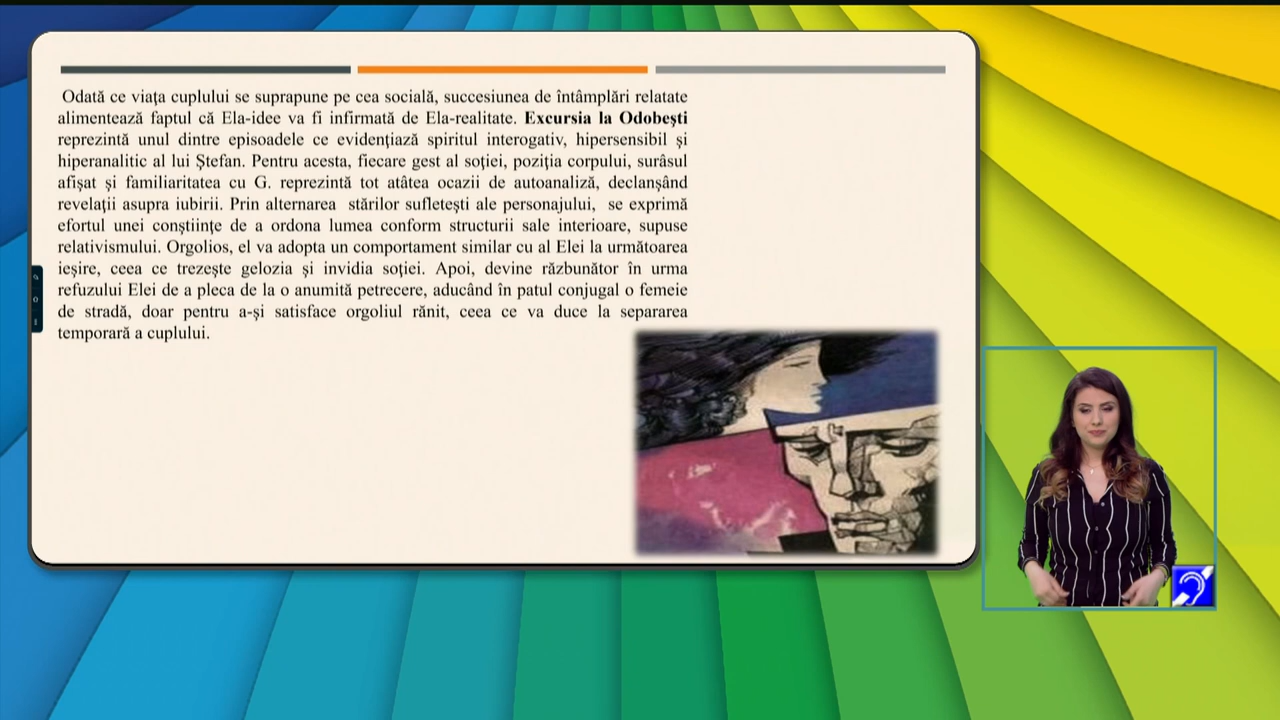 Odată ce viața cuplului se suprapune pe cea socială, succesiunea de întâmplări relatate
alimentează faptul că Ela-idee va fi infirmată de Ela-realitate. Excursia la Odobești
reprezintă unul dintre episoadele ce evidențiază spiritul interogativ, hipersensibil și
hiperanalitic al lui Ștefan. Pentru acesta, fiecare gest al soției, poziția corpului, surâsul
afișat și familiaritatea cu G. reprezintă tot atâtea ocazii de autoanaliză, declanșând
revelații asupra iubirii. Prin alternarea stărilor sufletești ale personajului, se exprimă
efortul unei conștiințe de a ordona lumea conform structurii sale interioare, supuse
relativismului. Orgolios, el va adopta un comportament similar cu al Elei la următoarea
ieșire, ceea ce trezește gelozia și invidia soției. Apoi, devine răzbunător în urma
refuzului Elei de a pleca de la o anumită petrecere, aducând în patul conjugal o femeie
de stradă, doar pentru a-și satisface orgoliul rănit, ceea ce va duce la separarea
temporară a cuplului.